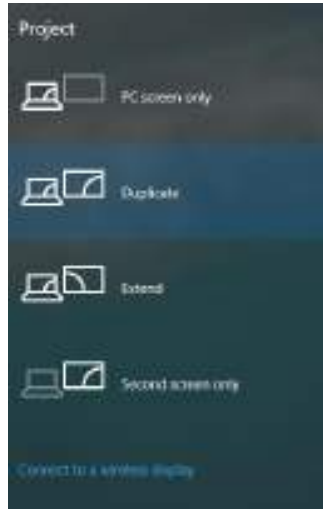 Project
PC screen only
Duplicate
Extend
Second screen only
Connect to a wireless display